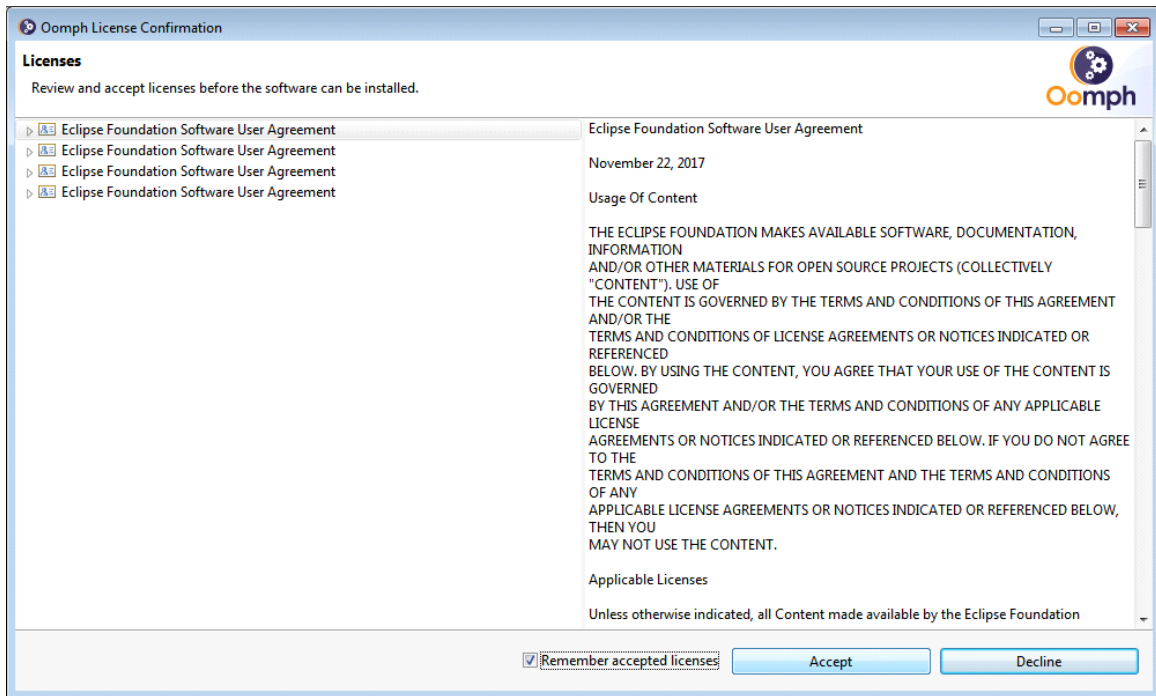 Oomph License Confirmation
Licenses
Review and accept licenses before the software can be installed.
Oomph
Eclipse Foundation Software User Agreement
Eclipse Foundation Software User Agreement
Eclipse Foundation Software User Agreement
Eclipse Foundation Software User Agreement
Eclipse Foundation Software User Agreement
November 22, 2017
Usage Of Content
THE ECLIPSE FOUNDATION MAKES AVAILABLE SOFTWARE, DOCUMENTATION,
INFORMATION
AND/OR OTHER MATERIALS FOR OPEN SOURCE PROJECTS (COLLECTIVELY
"CONTENT"). USE OF
THE CONTENT IS GOVERNED BY THE TERMS AND CONDITIONS OF THIS AGREEMENT
AND/OR THE
TERMS AND CONDITIONS OF LICENSE AGREEMENTS OR NOTICES INDICATED OR
REFERENCED
BELOW. BY USING THE CONTENT, YOU AGREE THAT YOUR USE OF THE CONTENT IS
GOVERNED
BY THIS AGREEMENT AND/OR THE TERMS AND CONDITIONS OF ANY APPLICABLE
LICENSE
AGREEMENTS OR NOTICES INDICATED OR REFERENCED BELOW. IF YOU DO NOT AGREE
TO THE
TERMS AND CONDITIONS OF THIS AGREEMENT AND THE TERMS AND CONDITIONS
OF ANY
APPLICABLE LICENSE AGREEMENTS OR NOTICES INDICATED OR REFERENCED BELOW,
THEN YOU
MAY NOT USE THE CONTENT.
Applicable Licenses
Unless otherwise indicated, all Content made available by the Eclipse Foundation
Remember accepted licenses
Accept
Decline